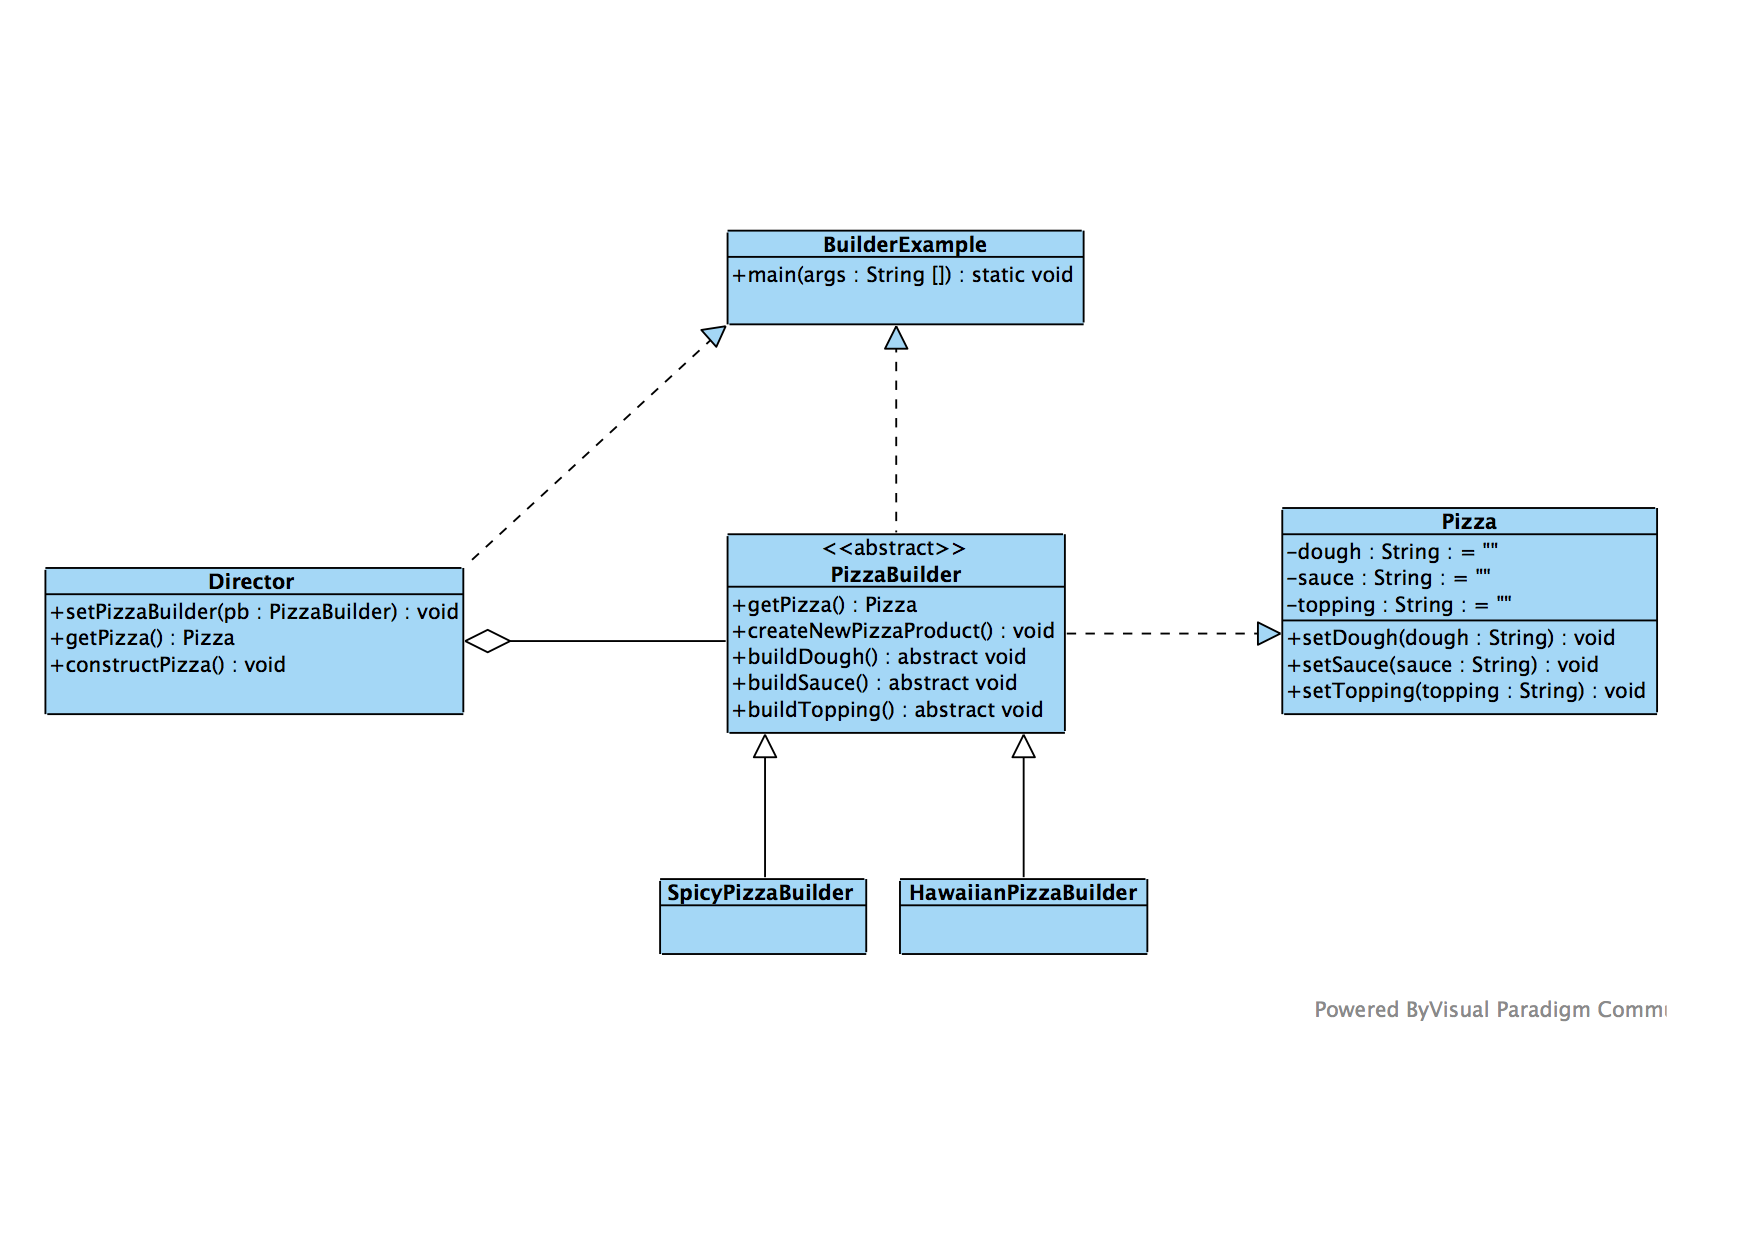 BuilderExample
+main(args : String []) : static void
Director
+setPizzaBuilder(pb : PizzaBuilder) : void
+getPizza() : Pizza
+constructPizza() : void
<<abstract>>
PizzaBuilder
+getPizza() : Pizza
+createNewPizzaProduct() : void
+buildDough() : abstract void
+buildSauce() : abstract void
+buildTopping() : abstract void
Pizza
-dough : String : = ""
-sauce : String : = ""
-topping : String : = ""
+setDough(dough : String) : void
+setSauce(sauce : String) : void
+setTopping(topping : String) : void
SpicyPizzaBuilder
HawaiianPizzaBuilder
Powered ByVisual Paradigm